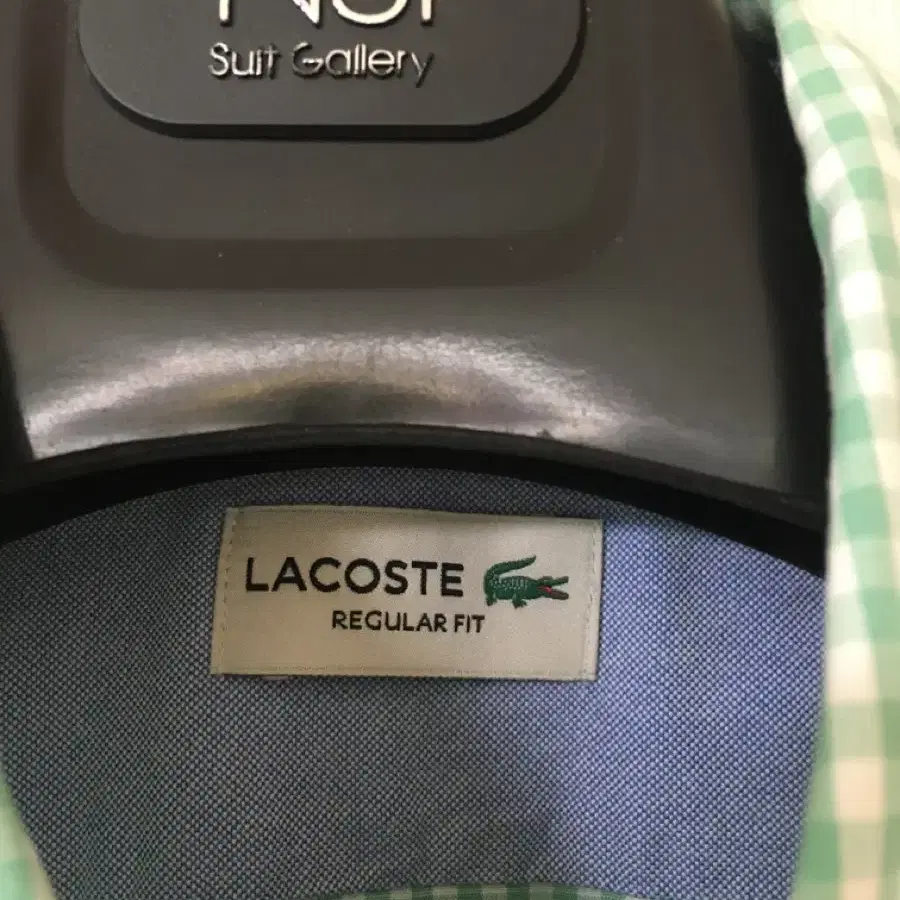 Suit Gallery
LACOSTE
REGULAR FIT